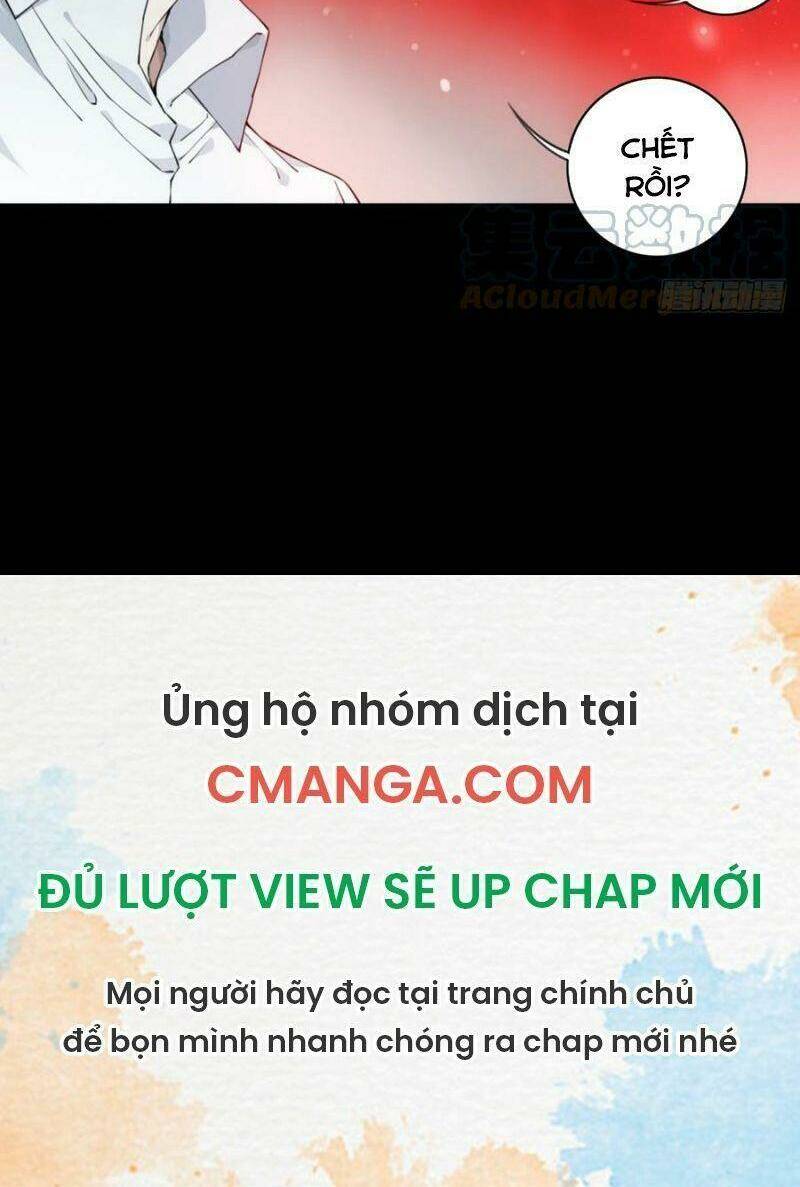 CHẾT
RỒI?
集云数据
ACloudMer
腾讯动漫
Ủng hộ nhóm dịch tại
CMANGA.COM
ĐỦ LƯỢT VIEW SẼ UP CHAP MỚI
Mọi người hãy đọc tại trang chính chủ
để bọn mình nhanh chóng ra chap mới nhé